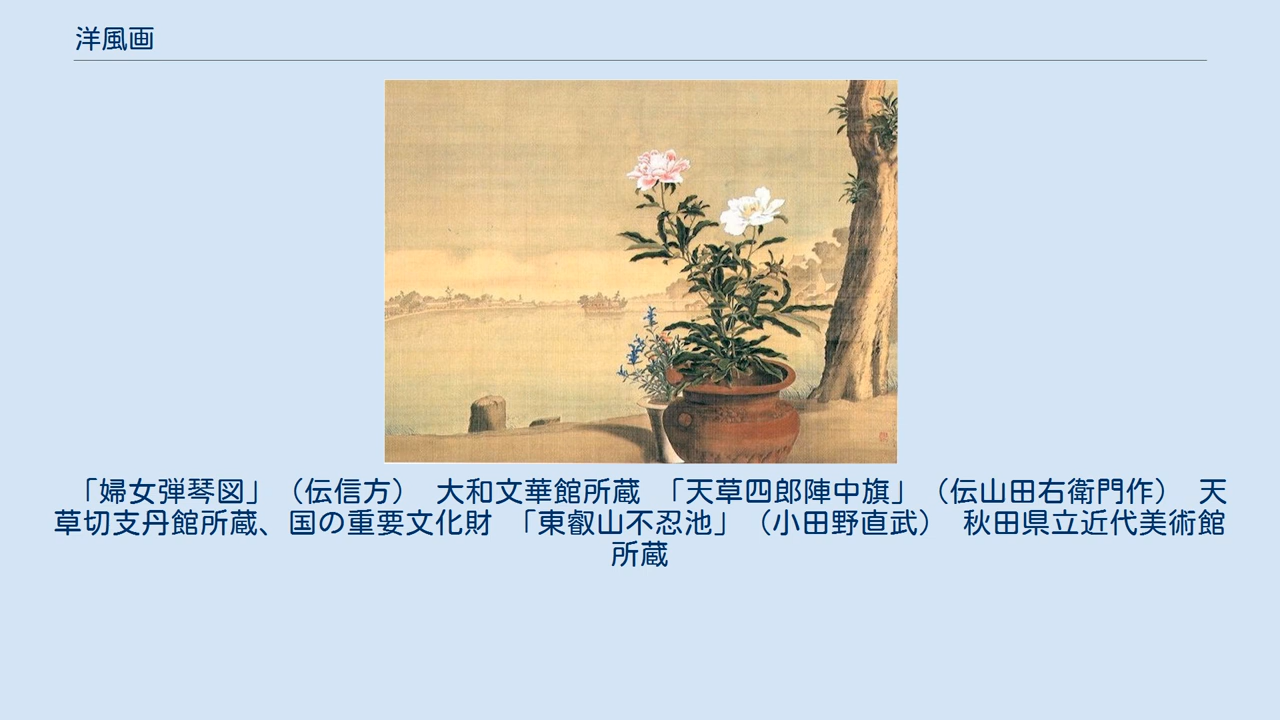 洋風画
「婦女弾琴図」（伝信方） 大和文華館所蔵 「天草四郎陣中旗」（伝山田右衛門作） 天
草切支丹館所蔵、国の重要文化財 「東叡山不忍池」（小田野直武） 秋田県立近代美術館
所蔵